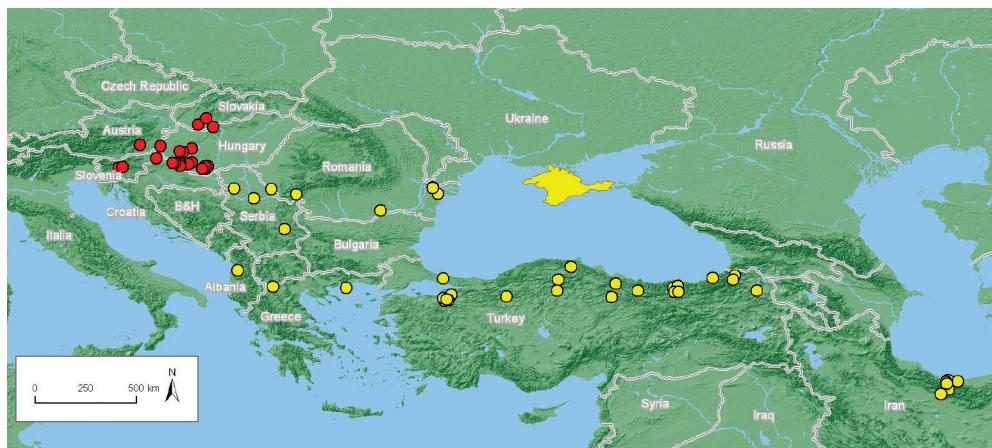 Czech Republic
Slovakia
Ukraine
Austria
Hungary
Russia
Slovenia
Romania
Croatia
B&H
Serbia
Italy
Bulgaria
Albania
Greece
Turkey
N
0 250 500 km
Syria
Iraq
Iran